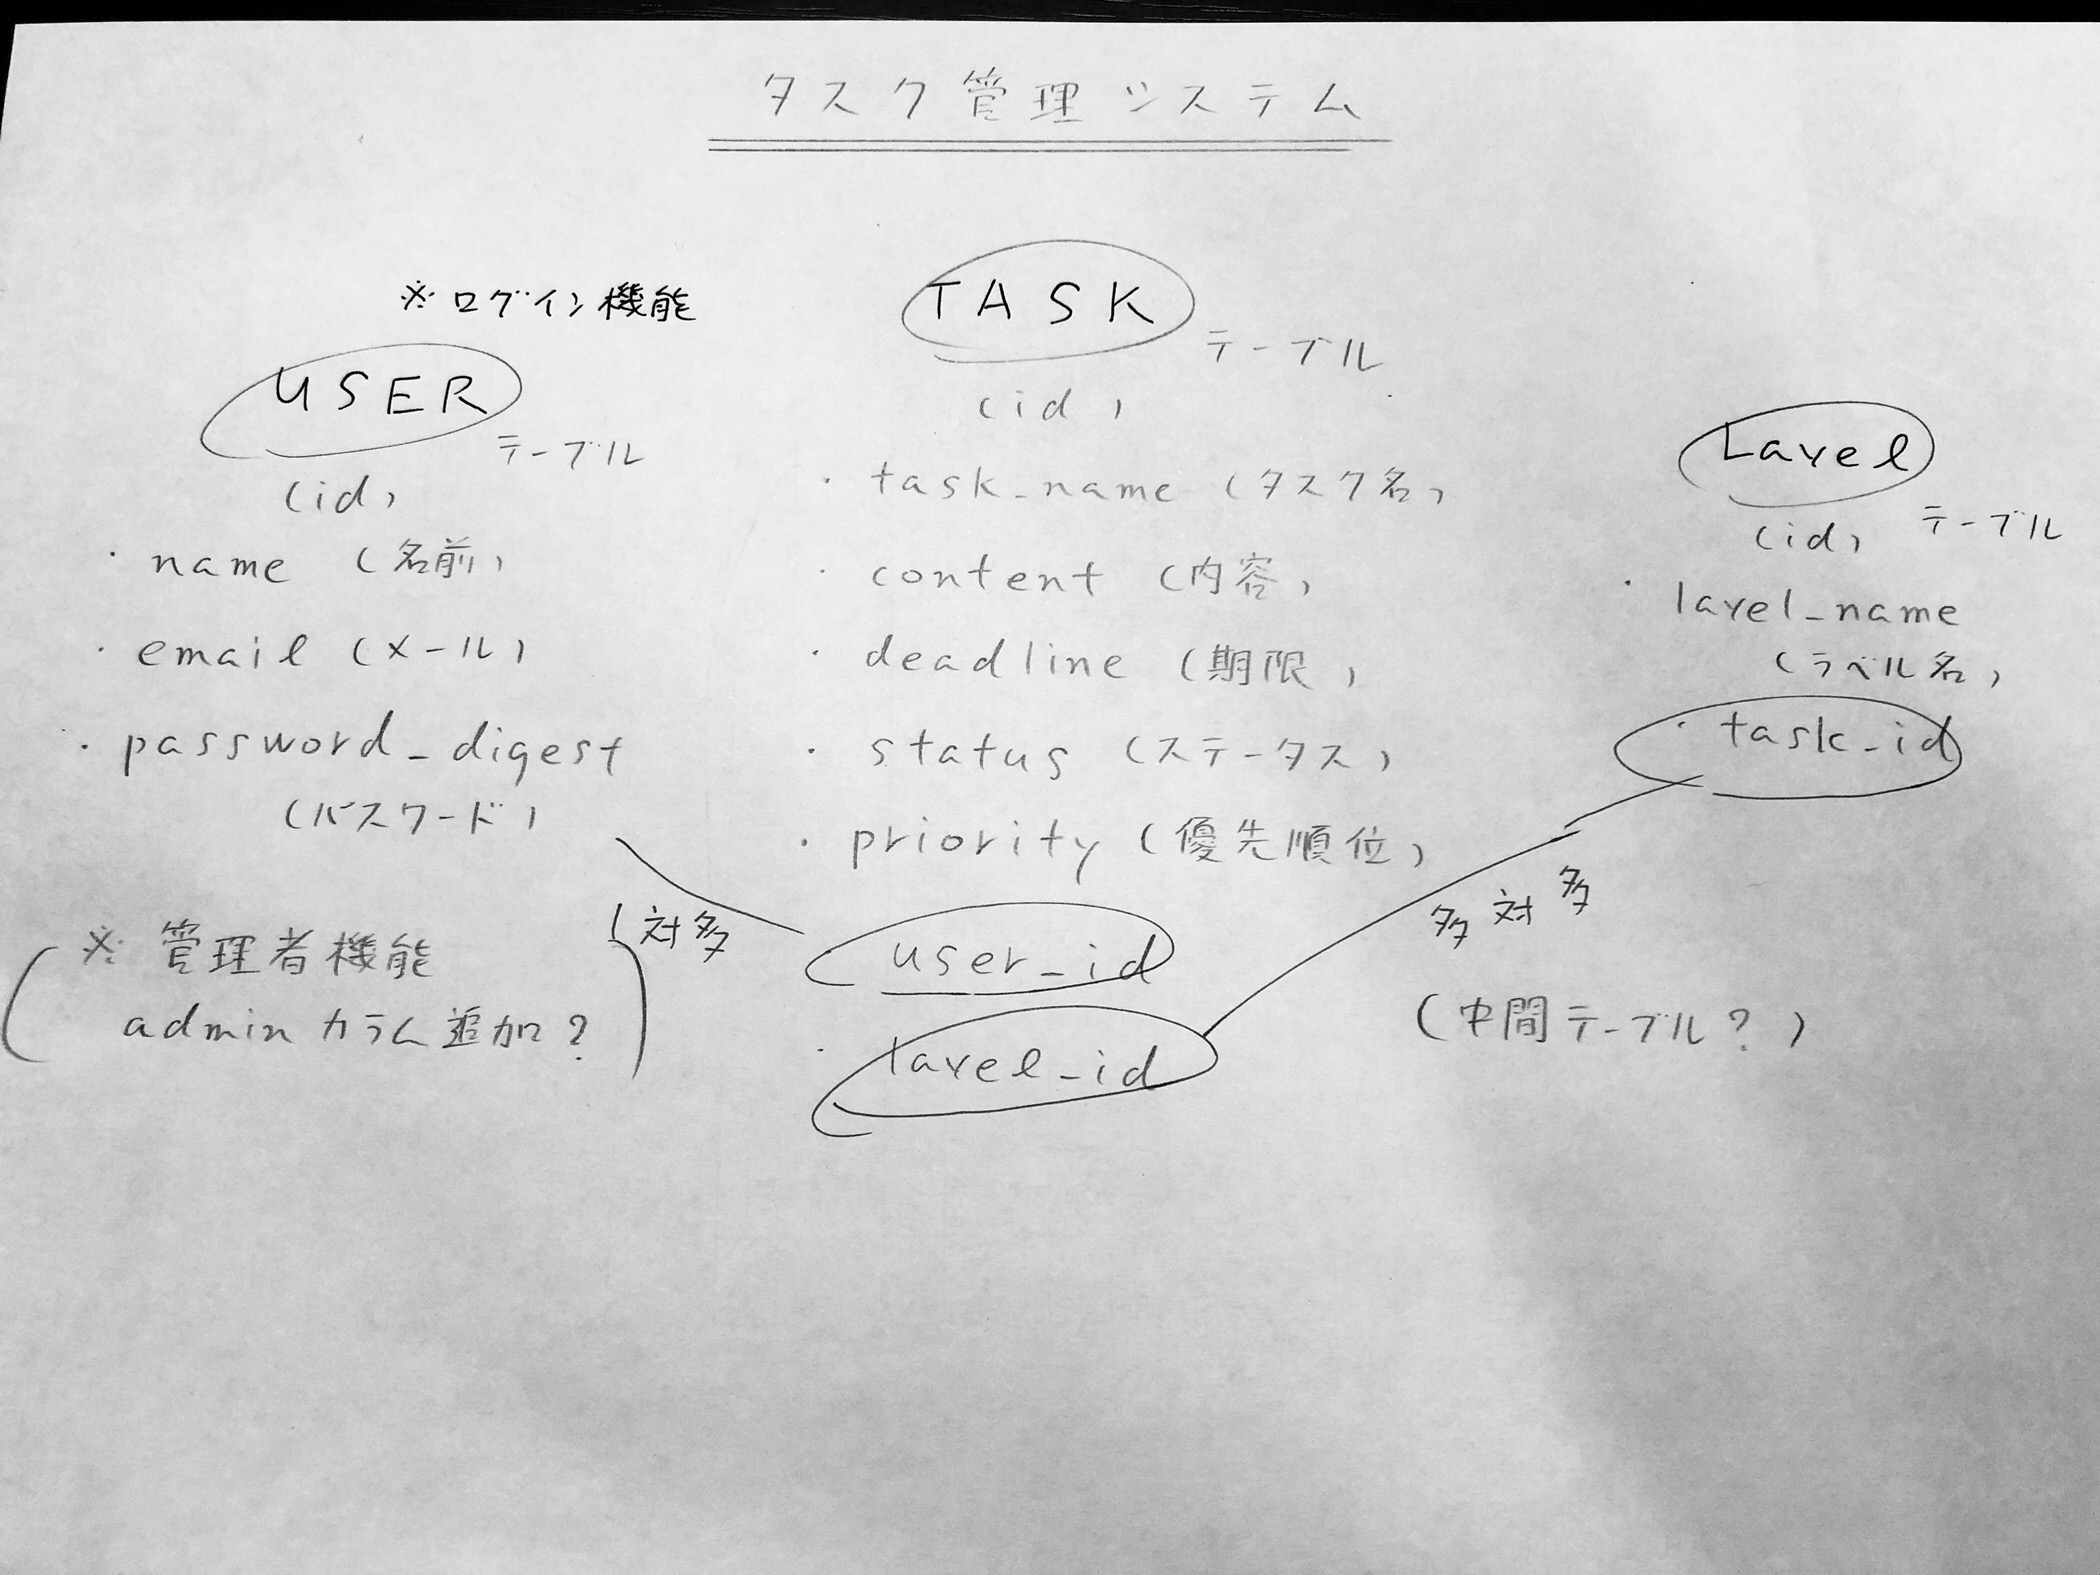 タスク管理システム
※ログイン機能
USER
テーブル
(id)
・name (名前)
・email (メール)
・password_digest
(パスワード)
(※管理者機能
adminカラム追加?)
1対多
TASK
テーブル
(id)
・task_name (タスク名)
・content (内容)
・deadline (期限)
・status (ステータス)
・priority (優先順位)
user_id
・lavel_id
Lavel
テーブル
(id)
・lavel_name
(ラベル名)
・task_id
多対多
(中間テーブル?)